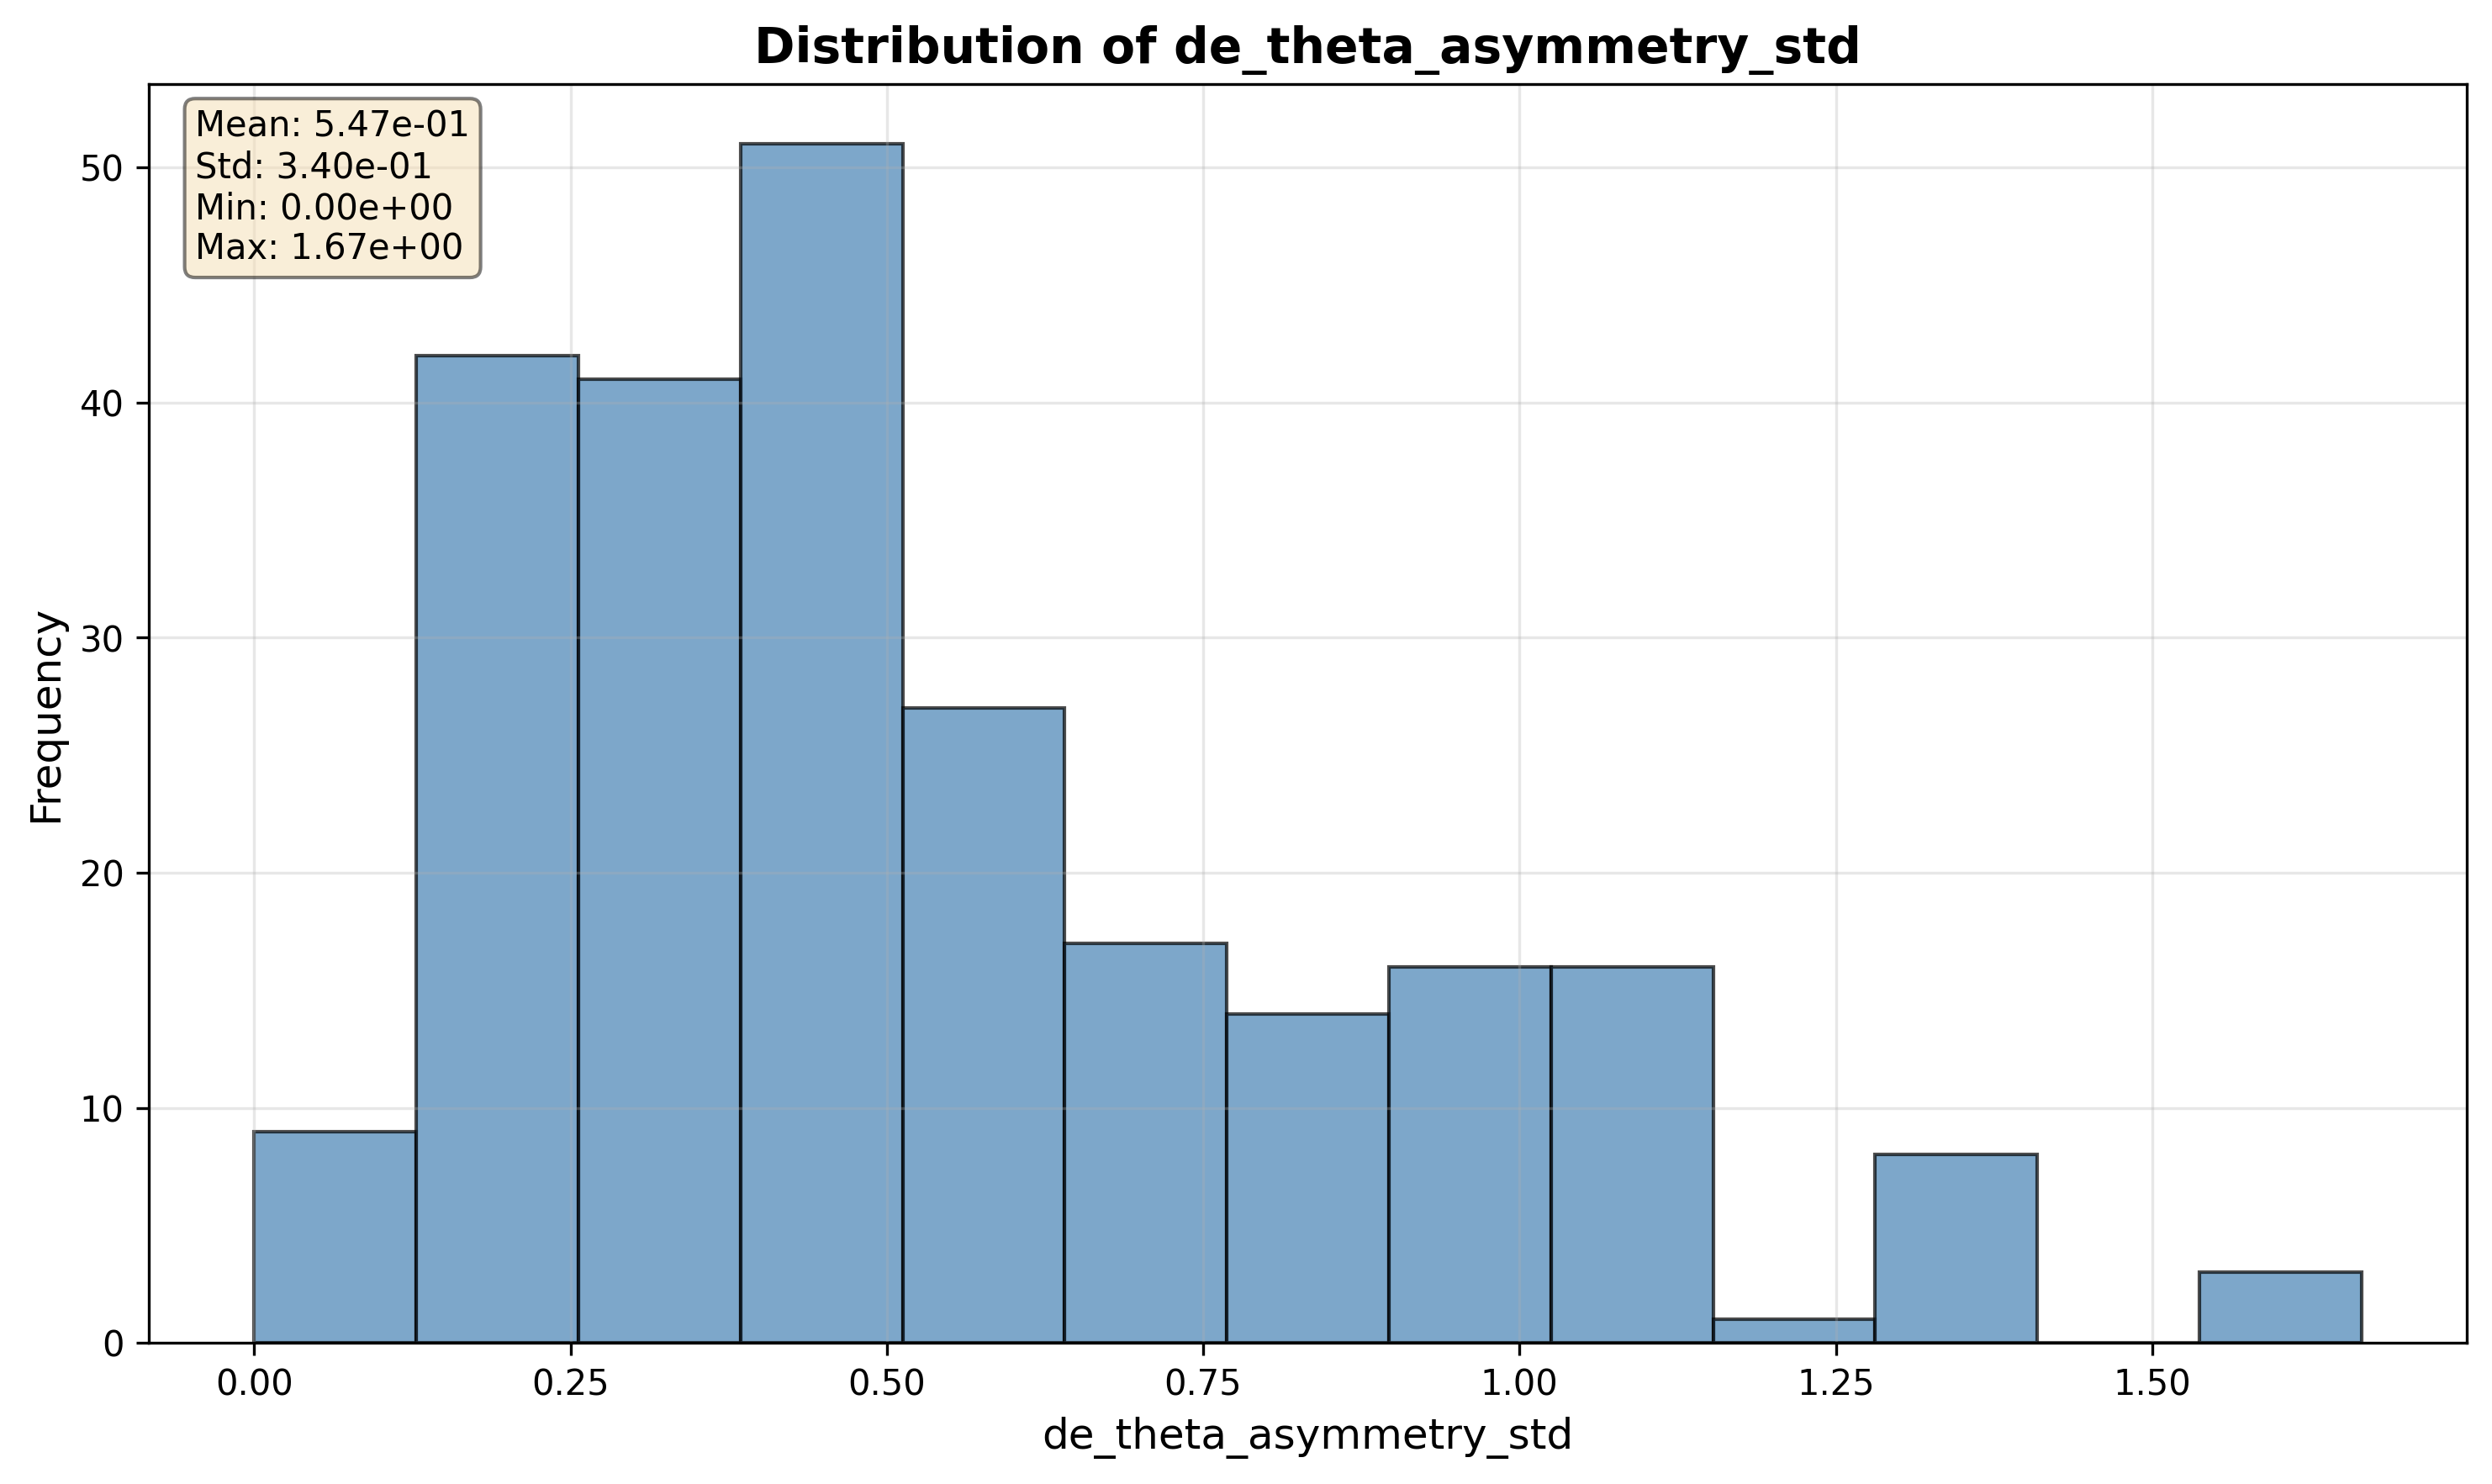 Distribution of de_theta_asymmetry_std
Mean: 5.47e-01
Std: 3.40e-01
Min: 0.00e+00
Max: 1.67e+00
Frequency
50
40
30
20
10
0
0.00 0.25 0.50 0.75 1.00 1.25 1.50
de_theta_asymmetry_std